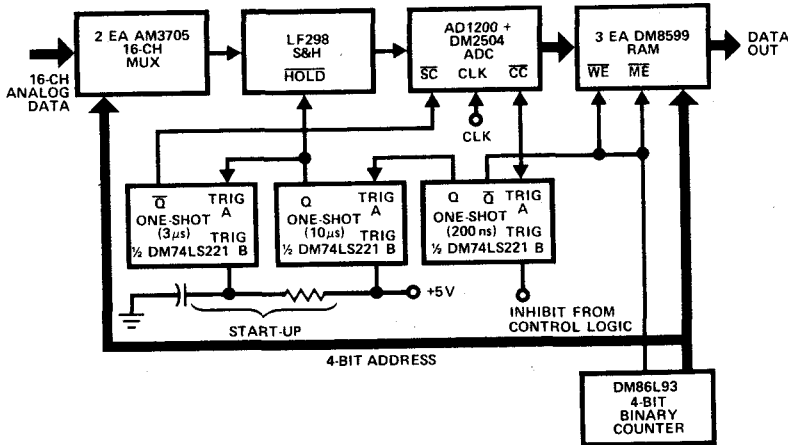 2 EA AM3705
16-CH
MUX
LF298
S&H
HOLD
AD1200 +
DM2504
ADC
SC CLK CC
3 EA DM8599
RAM
WE ME
DATA
OUT
16-CH
ANALOG
DATA
CLK
Q TRIG
A
ONE-SHOT
(3µs)
TRIG
½ DM74LS221 B
Q TRIG
A
ONE-SHOT
(10µs)
TRIG
½ DM74LS221 B
Q Q TRIG
A
ONE-SHOT
(200 ns)
TRIG
½ DM74LS221 B
+5V
START-UP
INHIBIT FROM
CONTROL LOGIC
4-BIT ADDRESS
DM86L93
4-BIT
BINARY
COUNTER